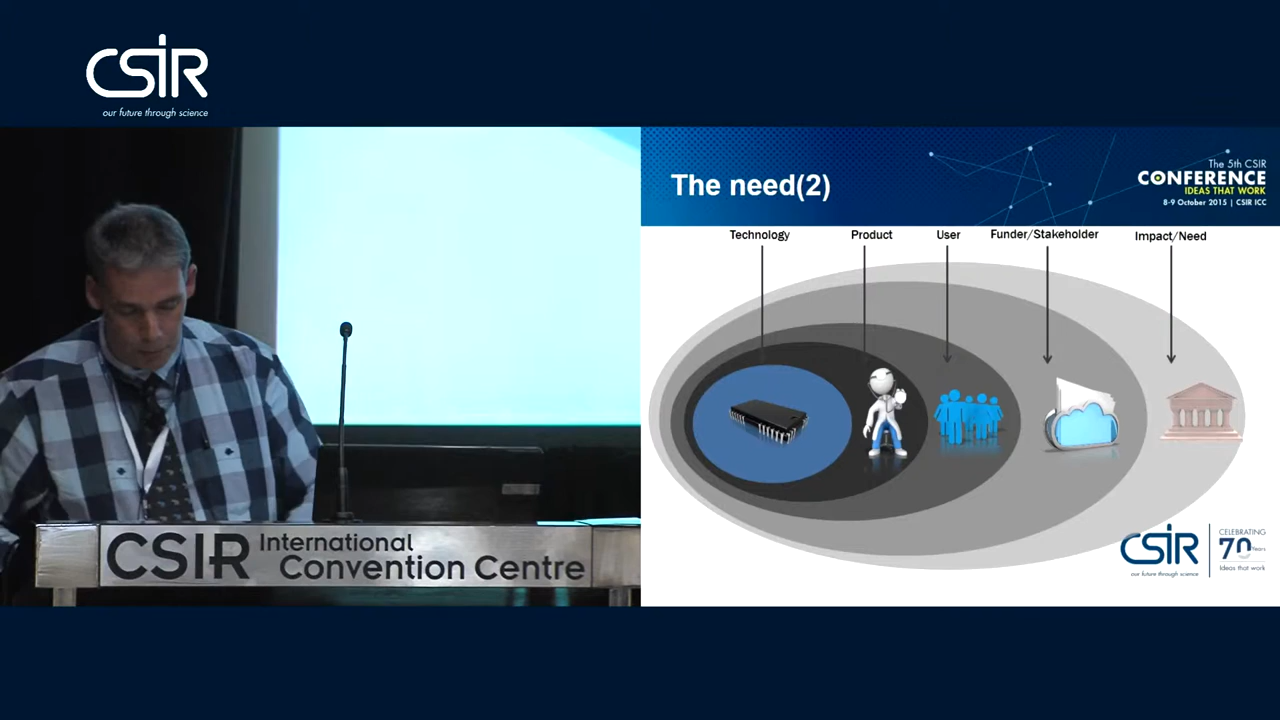 CSIR
our future through science
The need(2)
The 5th CSIR
CONFERENCE
IDEAS THAT WORK
8-9 October 2015 | CSIR ICC
Technology
Product
User
Funder/Stakeholder
Impact/Need
CSIR International
Convention Centre
CSIR
our future through science
CELEBRATING
70 Years
Ideas that work